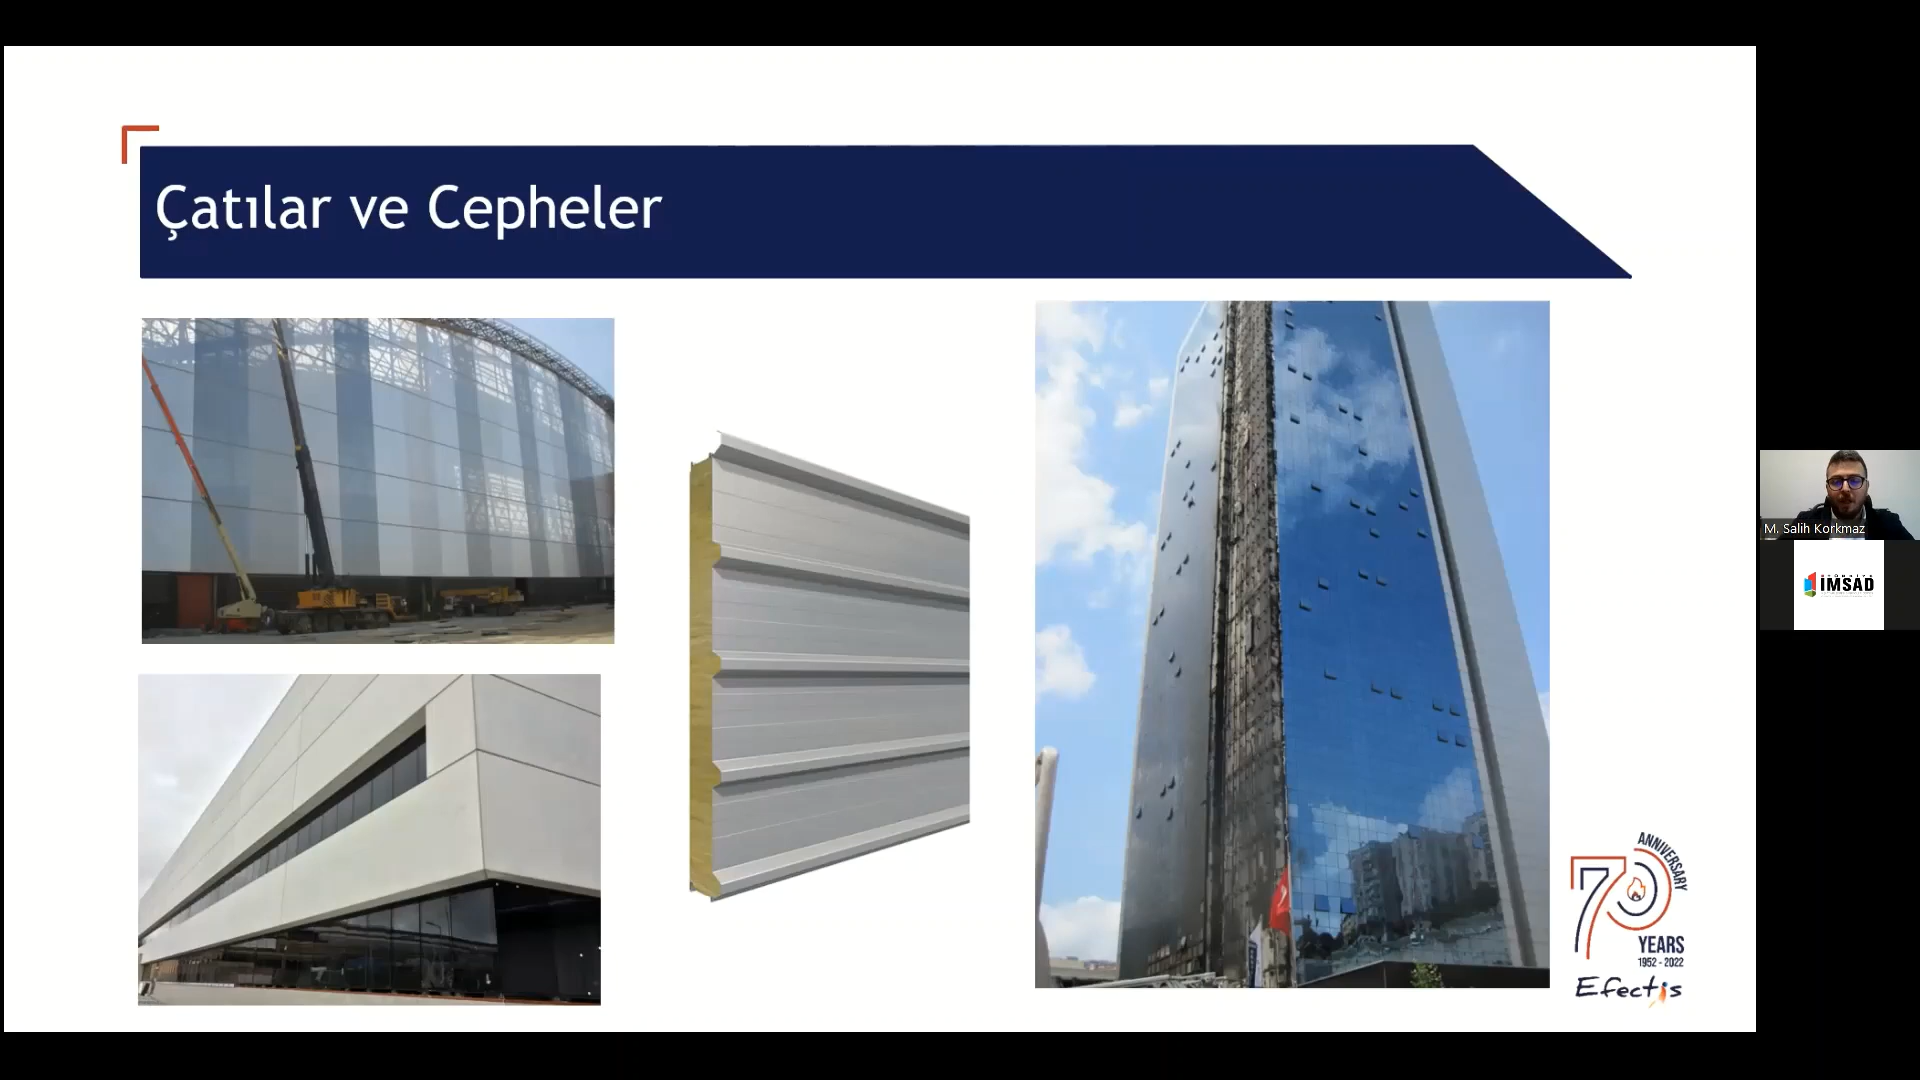 Çatılar ve Cepheler
ANNIVERSARY
70
YEARS
1952 - 2022
Efectis
M. Salih Korkmaz
İMSAD